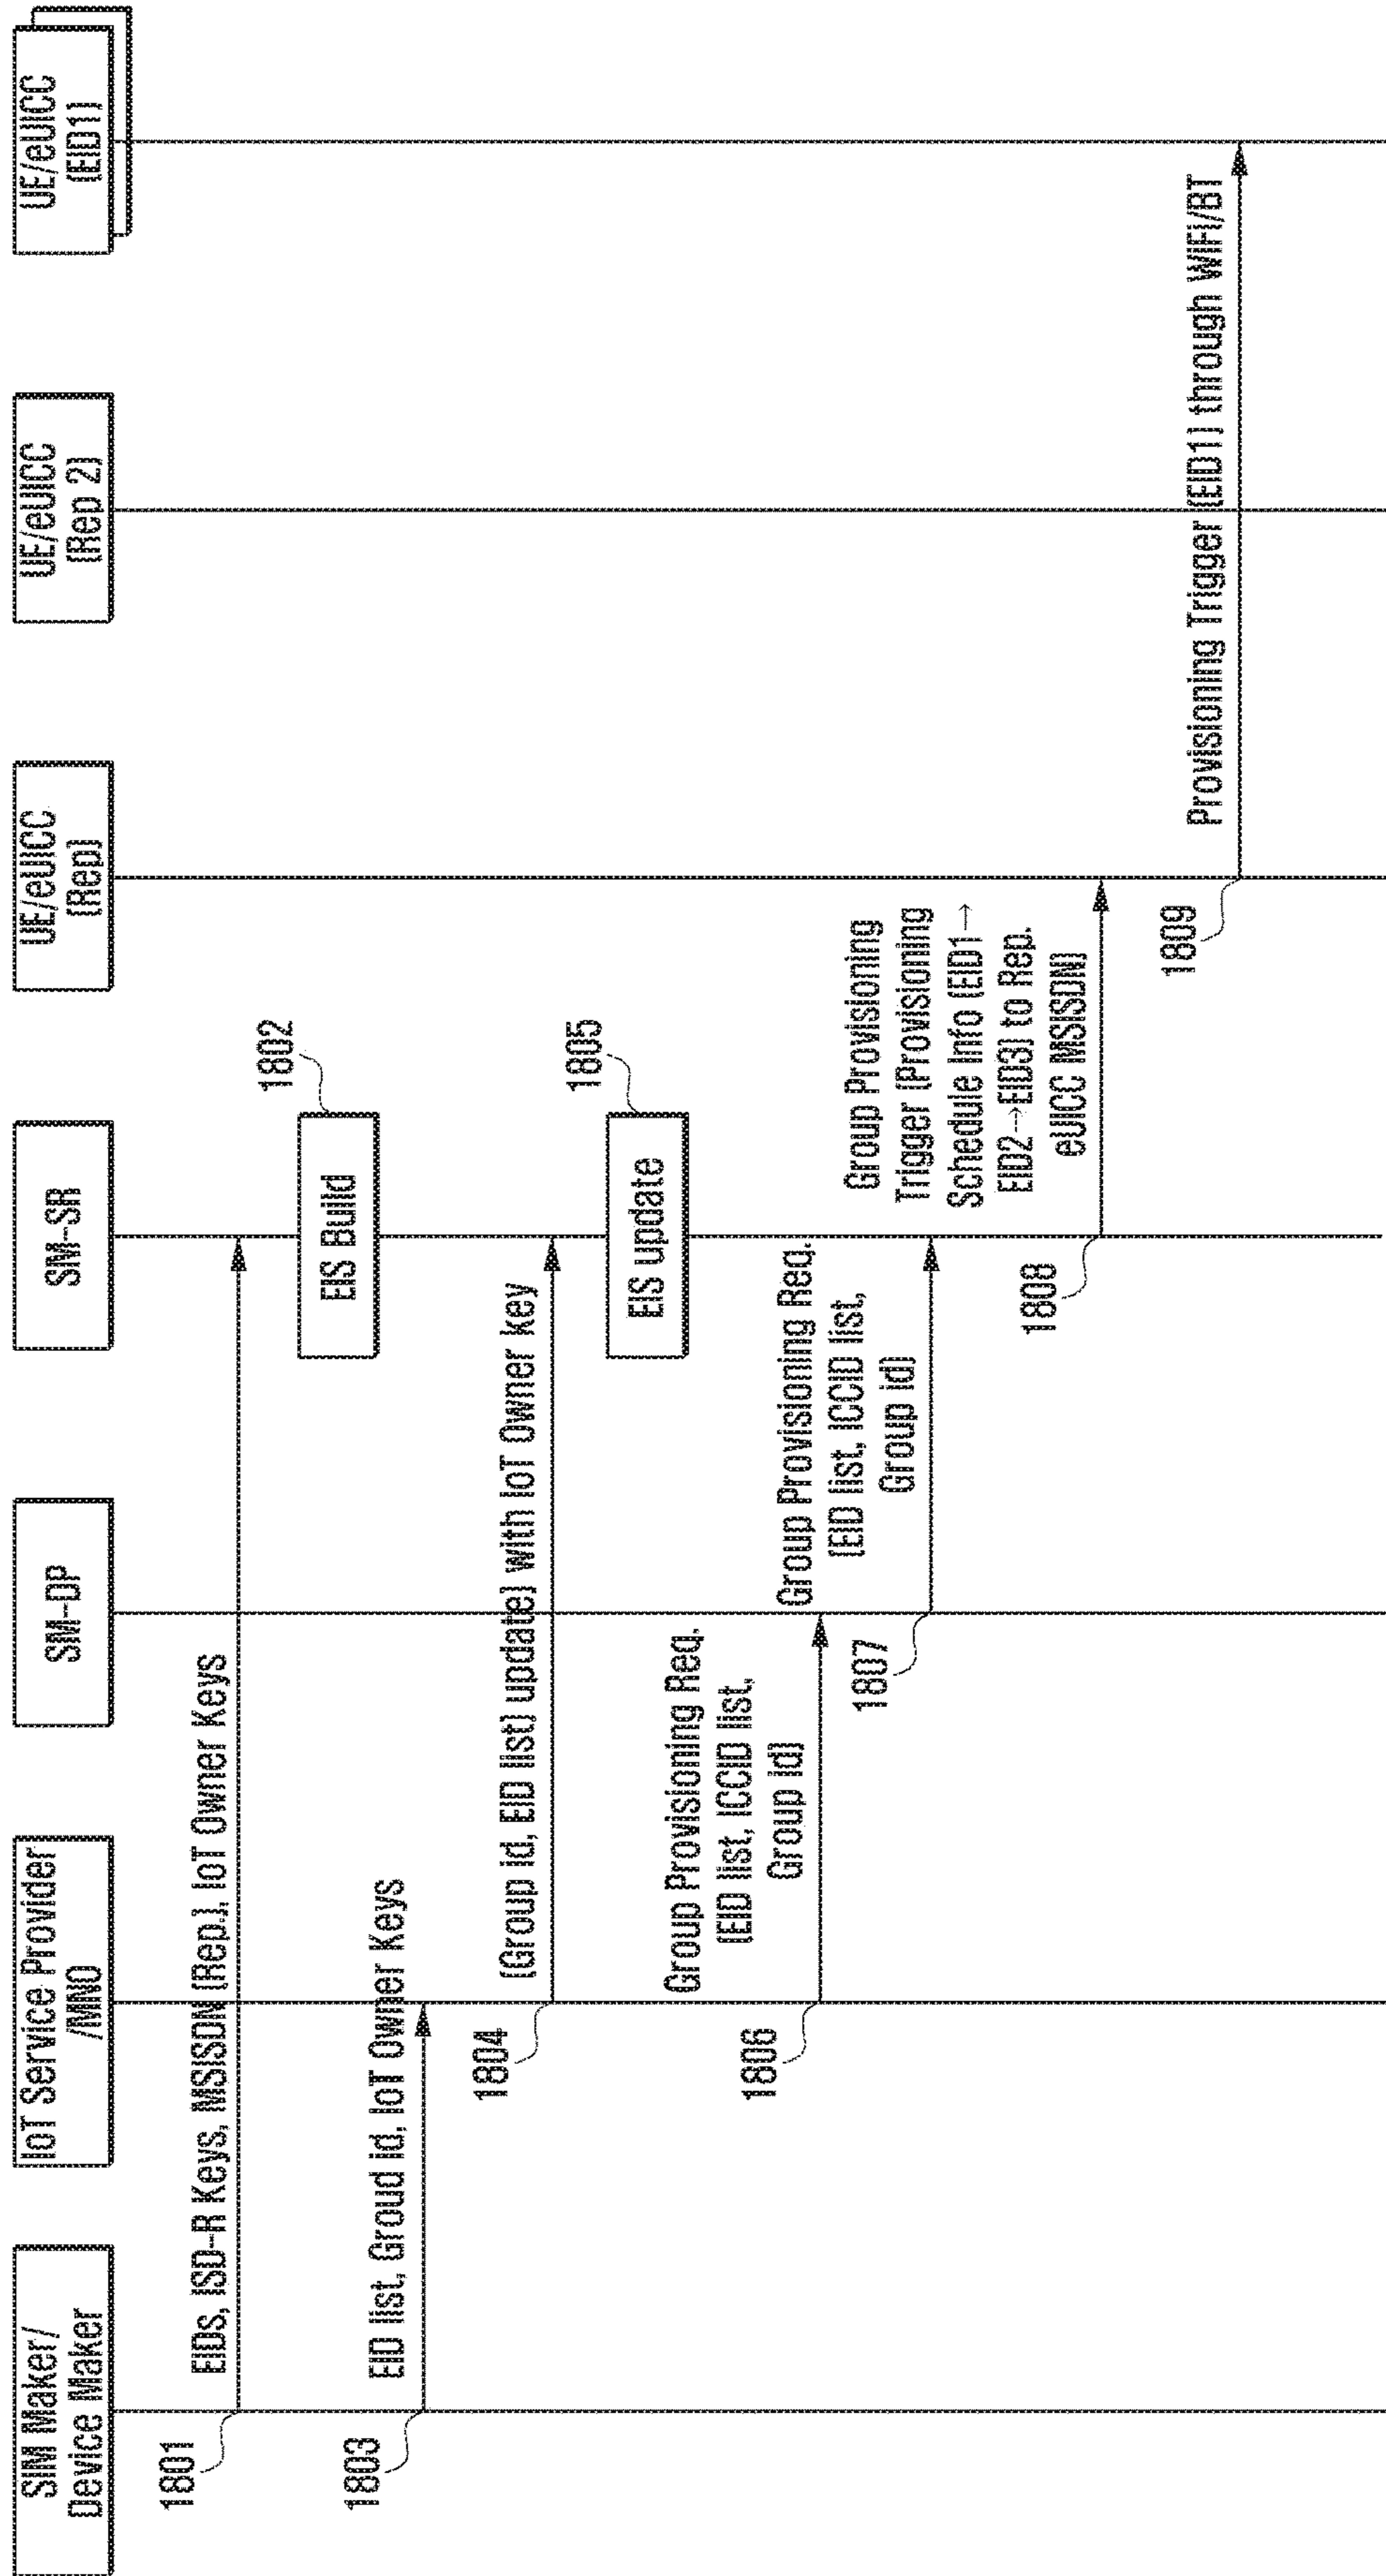 SIM Maker/
Device Maker
IoT Service Provider
/MNO
SM-DP
SM-SR
UE/eUICC
(Rep)
UE/eUICC
(Rep 2)
UE/eUICC
(EID1)
1801
EIDs, ISD-R Keys, MSISDN (Rep.), IoT Owner Keys
EIS Build
1802
1803
EID list, Groud id, IoT Owner Keys
1804
(Group id, EID list) update) with IoT Owner key
EIS update
1805
1806
Group Provisioning Req.
(EID list, ICCID list,
Group id)
1807
Group Provisioning Req.
(EID list, ICCID list,
Group id)
1808
Group Provisioning
Trigger (Provisioning
Schedule Info (EID1→
EID2→EID3) to Rep.
eUICC MSISDN)
1809
Provisioning Trigger (EID1) through WiFi/BT